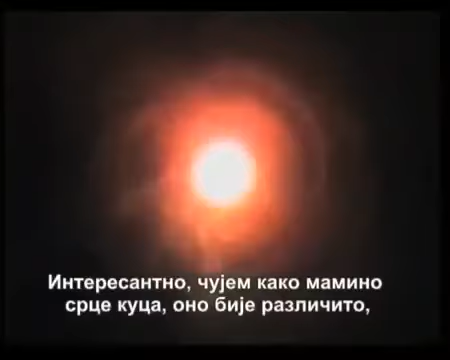 Интересантно, чујем како мамино
срце куца, оно бије различито,